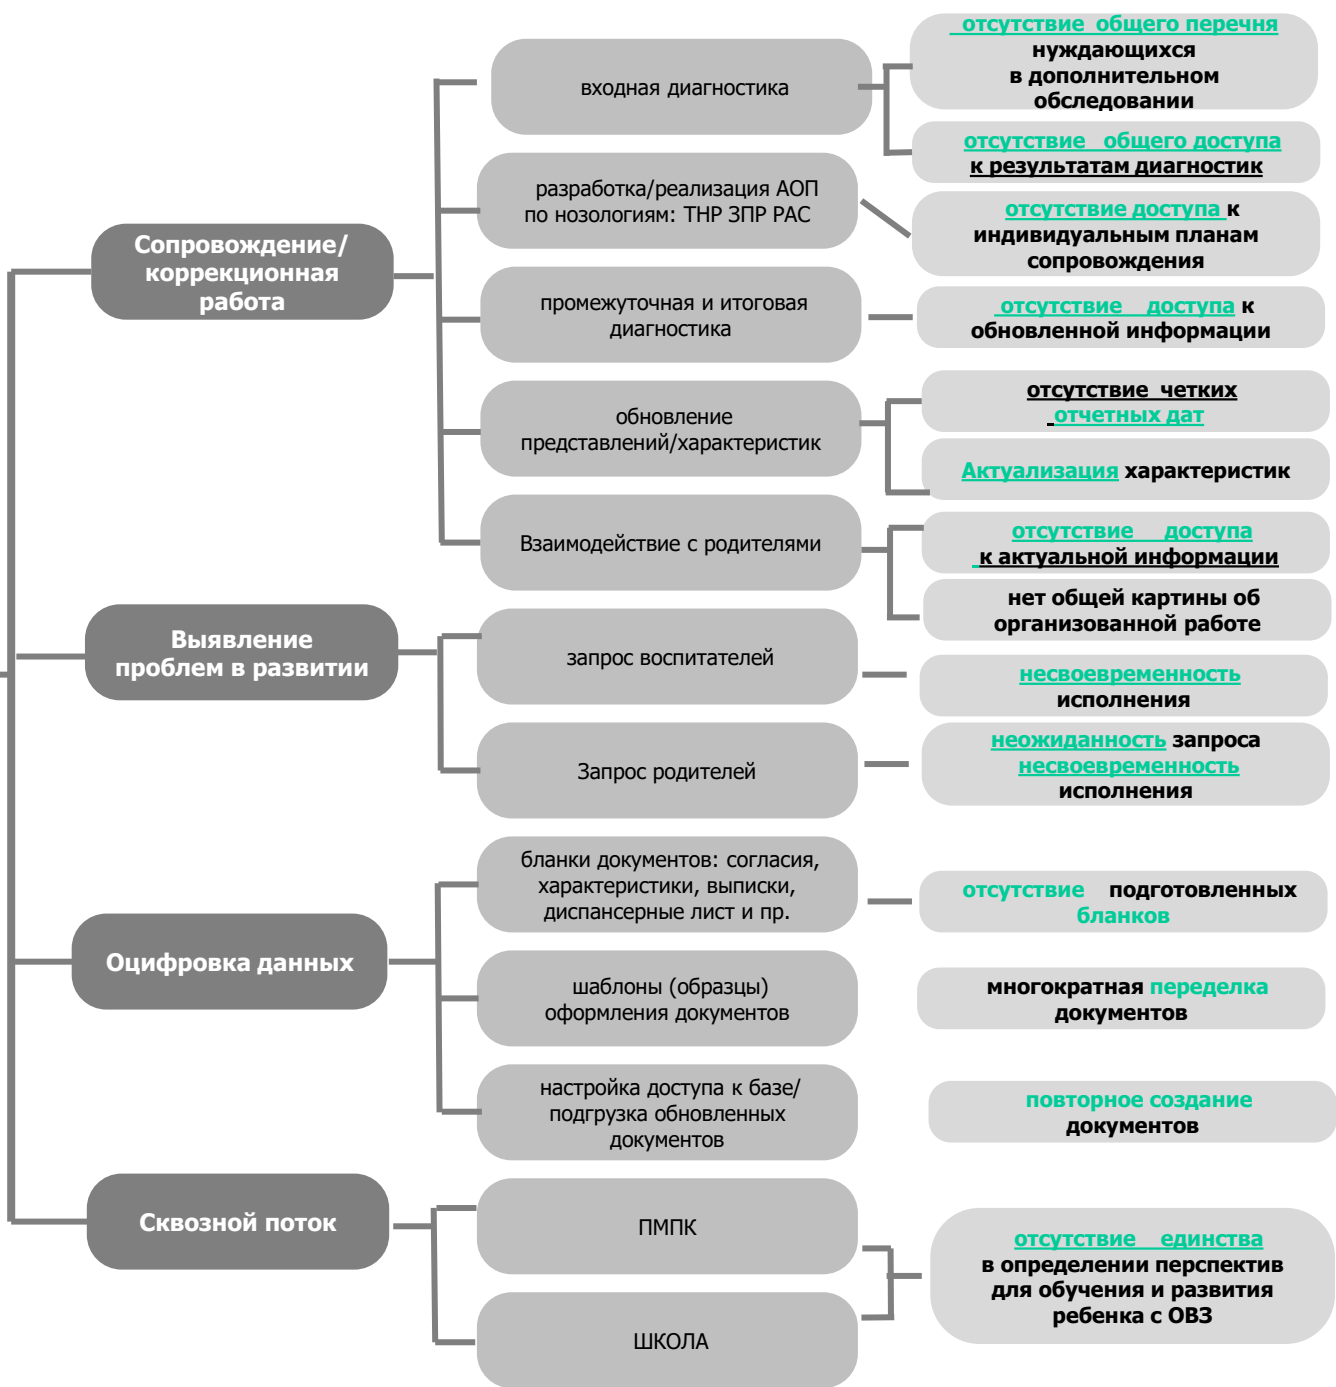 Сопровождение/
коррекционная
работа
входная диагностика
отсутствие общего перечня
нуждающихся
в дополнительном
обследовании
отсутствие общего доступа
к результатам диагностик
разработка/реализация АОП
по нозологиям: ТНР ЗПР РАС
отсутствие доступа к
индивидуальным планам
сопровождения
промежуточная и итоговая
диагностика
отсутствие доступа к
обновленной информации
обновление
представлений/характеристик
отсутствие четких
отчетных дат
Актуализация характеристик
Взаимодействие с родителями
отсутствие доступа
к актуальной информации
нет общей картины об
организованной работе
Выявление
проблем в развитии
запрос воспитателей
несвоевременность
исполнения
Запрос родителей
неожиданность запроса
несвоевременность
исполнения
Оцифровка данных
бланки документов: согласия,
характеристики, выписки,
диспансерные лист и пр.
отсутствие подготовленных
бланков
шаблоны (образцы)
оформления документов
многократная переделка
документов
настройка доступа к базе/
подгрузка обновленных
документов
повторное создание
документов
Сквозной поток
ПМПК
ШКОЛА
отсутствие единства
в определении перспектив
для обучения и развития
ребенка с ОВЗ